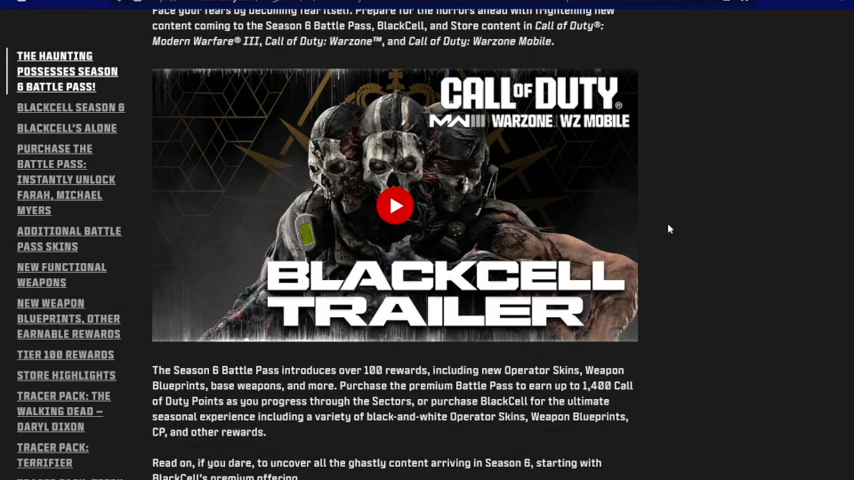 Face your fears by becoming fear itself. Prepare for the horrors ahead with frightening new
content coming to the Season 6 Battle Pass, BlackCell, and Store content in Call of Duty®:
Modern Warfare® III, Call of Duty: Warzone™, and Call of Duty: Warzone Mobile.
THE HAUNTING
POSSESSES SEASON
6 BATTLE PASS!
BLACKCELL SEASON 6
BLACKCELL'S ALONE
PURCHASE THE
BATTLE PASS:
INSTANTLY UNLOCK
FARAH, MICHAEL
MYERS
ADDITIONAL BATTLE
PASS SKINS
NEW FUNCTIONAL
WEAPONS
NEW WEAPON
BLUEPRINTS, OTHER
EARNABLE REWARDS
TIER 100 REWARDS
STORE HIGHLIGHTS
TRACER PACK: THE
WALKING DEAD –
DARYL DIXON
TRACER PACK:
TERRIFIER
CALL OF DUTY®
MWIII WARZONE WZ MOBILE
BLACKCELL
TRAILER
The Season 6 Battle Pass introduces over 100 rewards, including new Operator Skins, Weapon
Blueprints, base weapons, and more. Purchase the premium Battle Pass to earn up to 1,400 Call
of Duty Points as you progress through the Sectors, or purchase BlackCell for the ultimate
seasonal experience including a variety of black-and-white Operator Skins, Weapon Blueprints,
CP, and other rewards.
Read on, if you dare, to uncover all the ghastly content arriving in Season 6, starting with
BlackCell's premium offering.